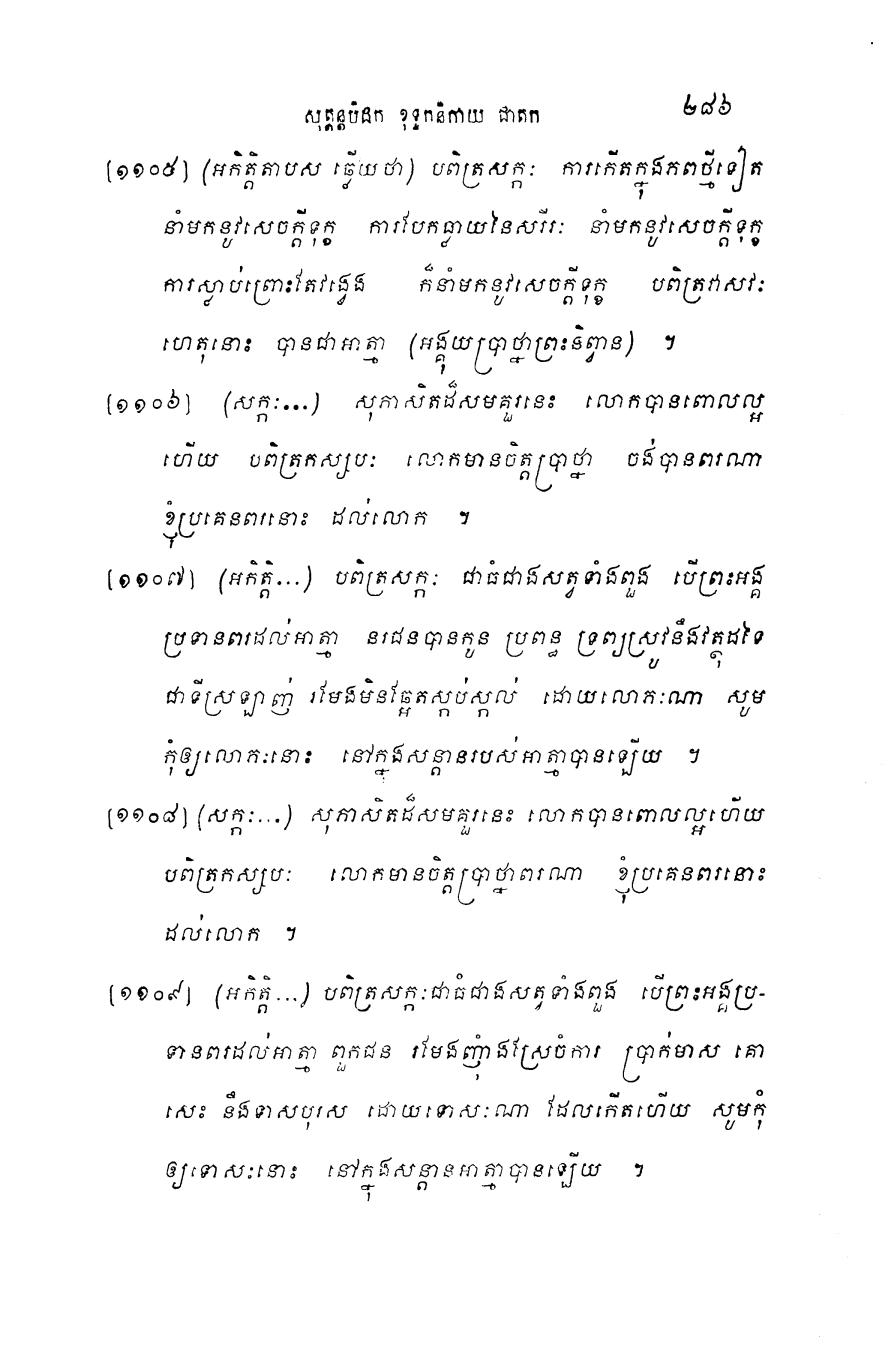 សុត្តន្តបិដក ខុទ្ទកនិកាយ ជាតក ២៨៦
[១១០៥] (អកិត្តិតាបស ឆ្លើយថា) បពិត្រសក្កៈ ការកើតក្នុងភពថ្មីទៀត
នាំមកនូវសេចក្តីទុក្ខ ការបែកធ្លាយនៃសរីរៈ នាំមកនូវសេចក្តីទុក្ខ
ការស្លាប់ព្រោះតែវង្វេង ក៏នាំមកនូវសេចក្តីទុក្ខ បពិត្រវាសវៈ
ហេតុនោះ បានជាអាត្មា (អង្គុយប្រាថ្នាព្រះនិព្វាន) ។
[១១០៦] (សក្កៈ...) សុភាសិតដ៏សមគួរនេះ លោកបានពោលល្អ
ហើយ បពិត្រកស្សបៈ លោកមានចិត្តប្រាថ្នា ចង់បានពរណា
ខ្ញុំប្រគេនពរនោះ ដល់លោក ។
[១១០៧] (អកិត្តិ...) បពិត្រសក្កៈ ជាធំជាងសត្វទាំងពួង បើព្រះអង្គ
ប្រទានពរដល់អាត្មា នរជនបានកូន ប្រពន្ធ ទ្រព្យស្រូវនឹងវត្ថុដទៃ
ជាទីស្រឡាញ់ រមែងមិនឆ្អែតស្កប់ស្កល់ ដោយលោភៈណា សូម
កុំឲ្យលោភៈនោះ នៅក្នុងសន្តានរបស់អាត្មាបានឡើយ ។
[១១០៨] (សក្កៈ...) សុភាសិតដ៏សមគួរនេះ លោកបានពោលល្អហើយ
បពិត្រកស្សបៈ លោកមានចិត្តប្រាថ្នាពរណា ខ្ញុំប្រគេនពរនោះ
ដល់លោក ។
[១១០៩] (អកិត្តិ...) បពិត្រសក្កៈជាធំជាងសត្វទាំងពួង បើព្រះអង្គប្រ-
ទានពរដល់អាត្មា ពួកជន រមែងញុំាងស្រែចំការ ប្រាក់មាស គោ
សេះ នឹងទាសបុរស ដោយទោសៈណា ដែលកើតហើយ សូមកុំ
ឲ្យទោសៈនោះ នៅក្នុងសន្តានអាត្មាបានឡើយ ។